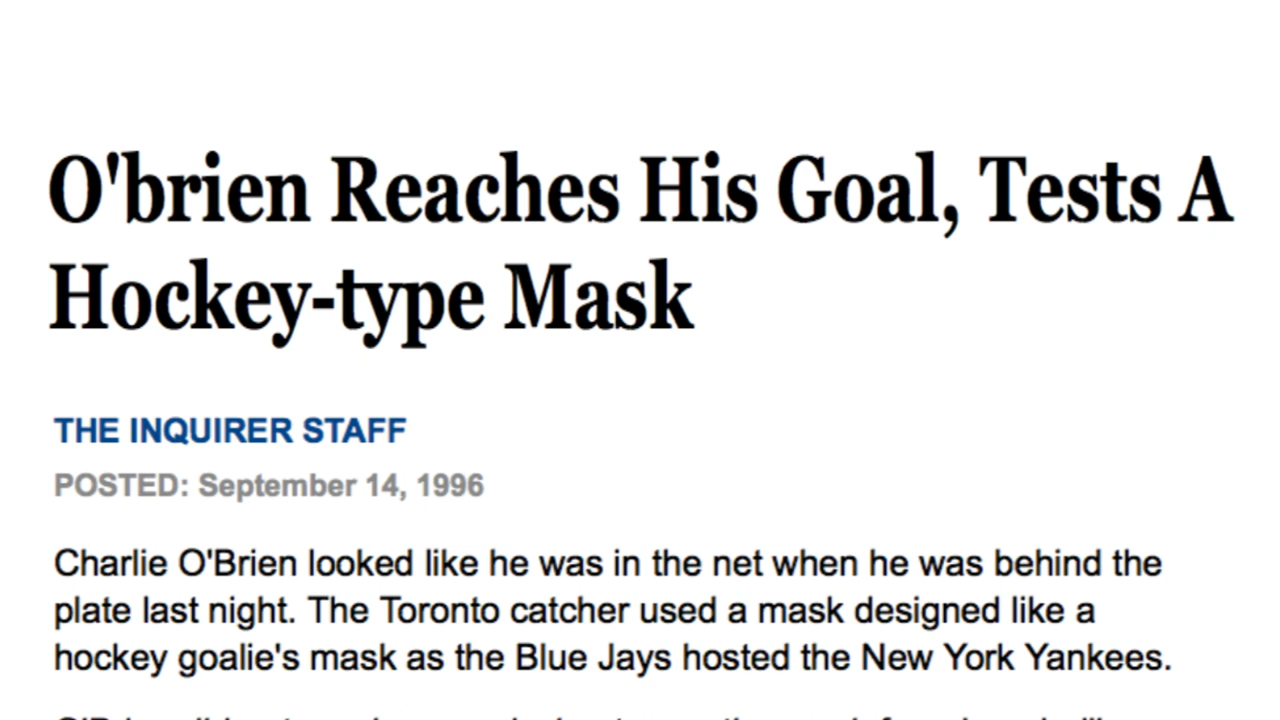 O'brien Reaches His Goal, Tests A
Hockey-type Mask
THE INQUIRER STAFF
POSTED: September 14, 1996
Charlie O'Brien looked like he was in the net when he was behind the
plate last night. The Toronto catcher used a mask designed like a
hockey goalie's mask as the Blue Jays hosted the New York Yankees.